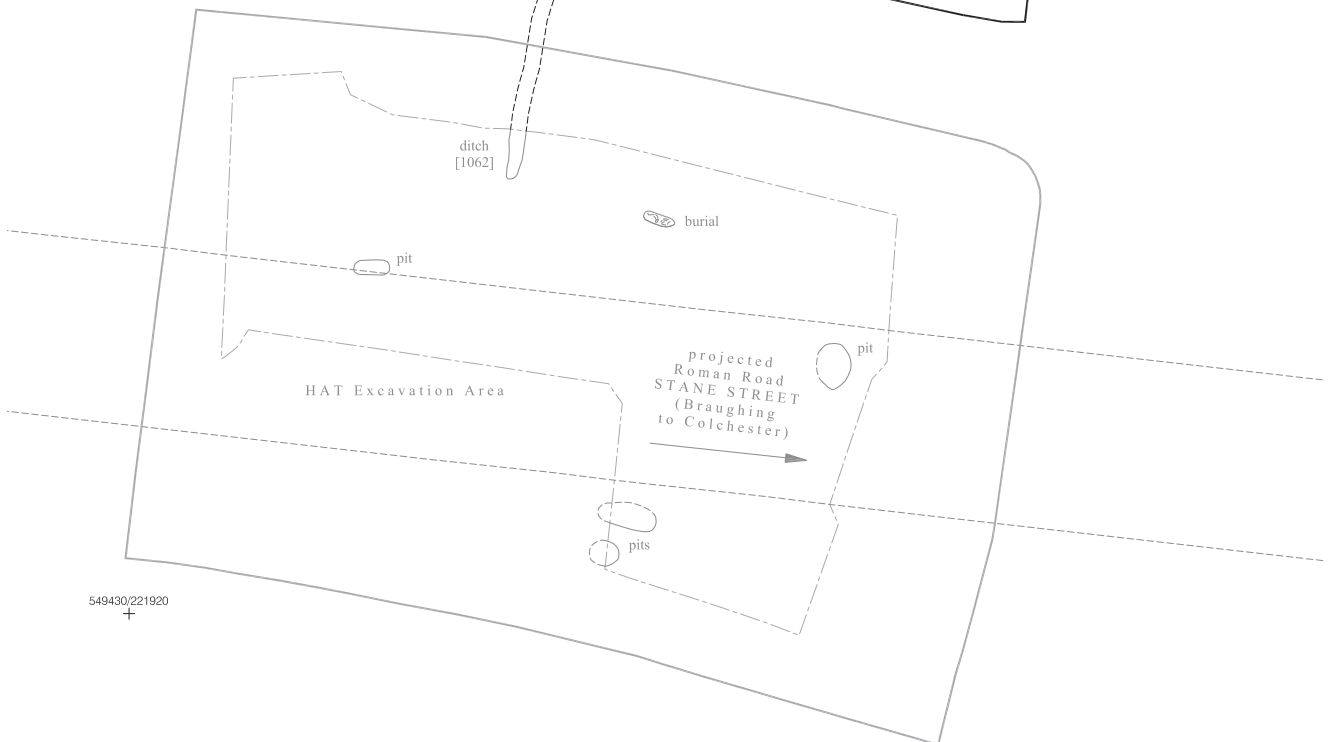 ditch
[1062]
burial
pit
pit
projected
Roman Road
STANE STREET
(Braughing
to Colchester)
HAT Excavation Area
pits
549430/221920